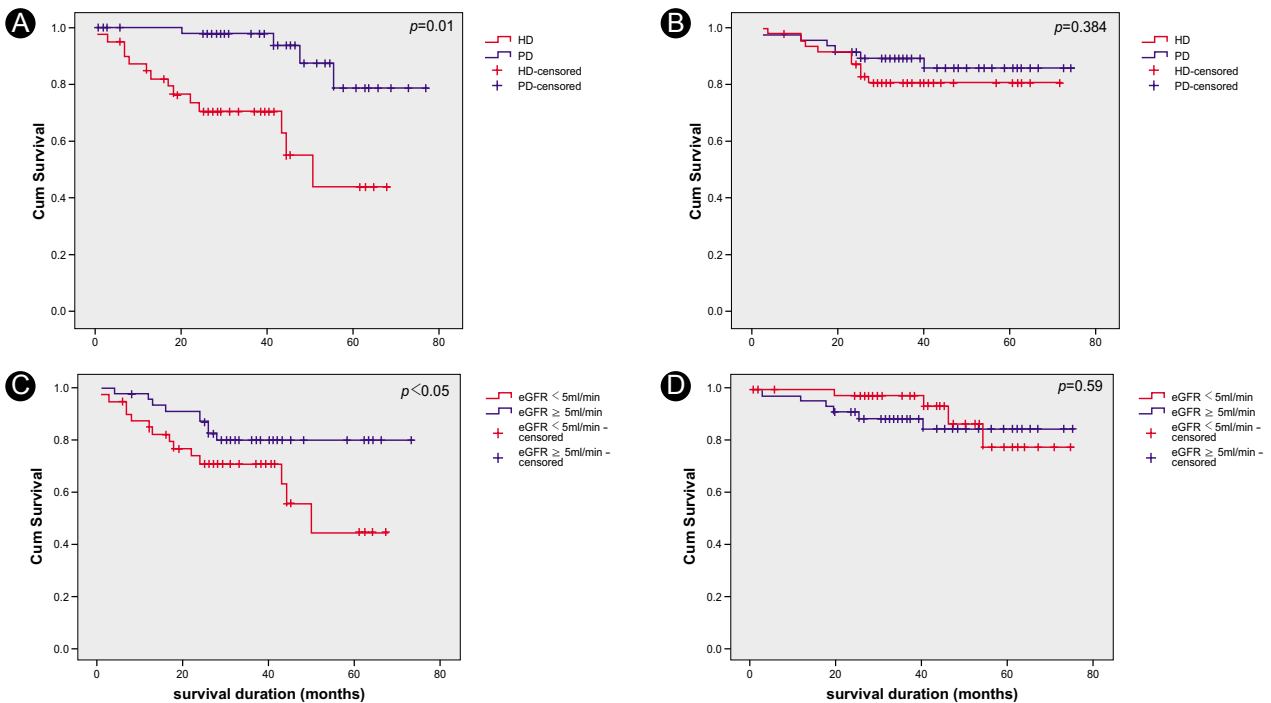 A
p=0.01
1.0
0.8
0.6
0.4
0.2
0.0
Cum Survival
0 20 40 60 80
HD
PD
HD-censored
PD-censored
B
p=0.384
1.0
0.8
0.6
0.4
0.2
0.0
Cum Survival
0 20 40 60 80
HD
PD
HD-censored
PD-censored
C
p<0.05
1.0
0.8
0.6
0.4
0.2
0.0
Cum Survival
0 20 40 60 80
survival duration (months)
eGFR < 5ml/min
eGFR ≥ 5ml/min
eGFR < 5ml/min –
censored
eGFR ≥ 5ml/min –
censored
D
p=0.59
1.0
0.8
0.6
0.4
0.2
0.0
Cum Survival
0 20 40 60 80
survival duration (months)
eGFR < 5ml/min
eGFR ≥ 5ml/min
eGFR < 5ml/min –
censored
eGFR ≥ 5ml/min –
censored